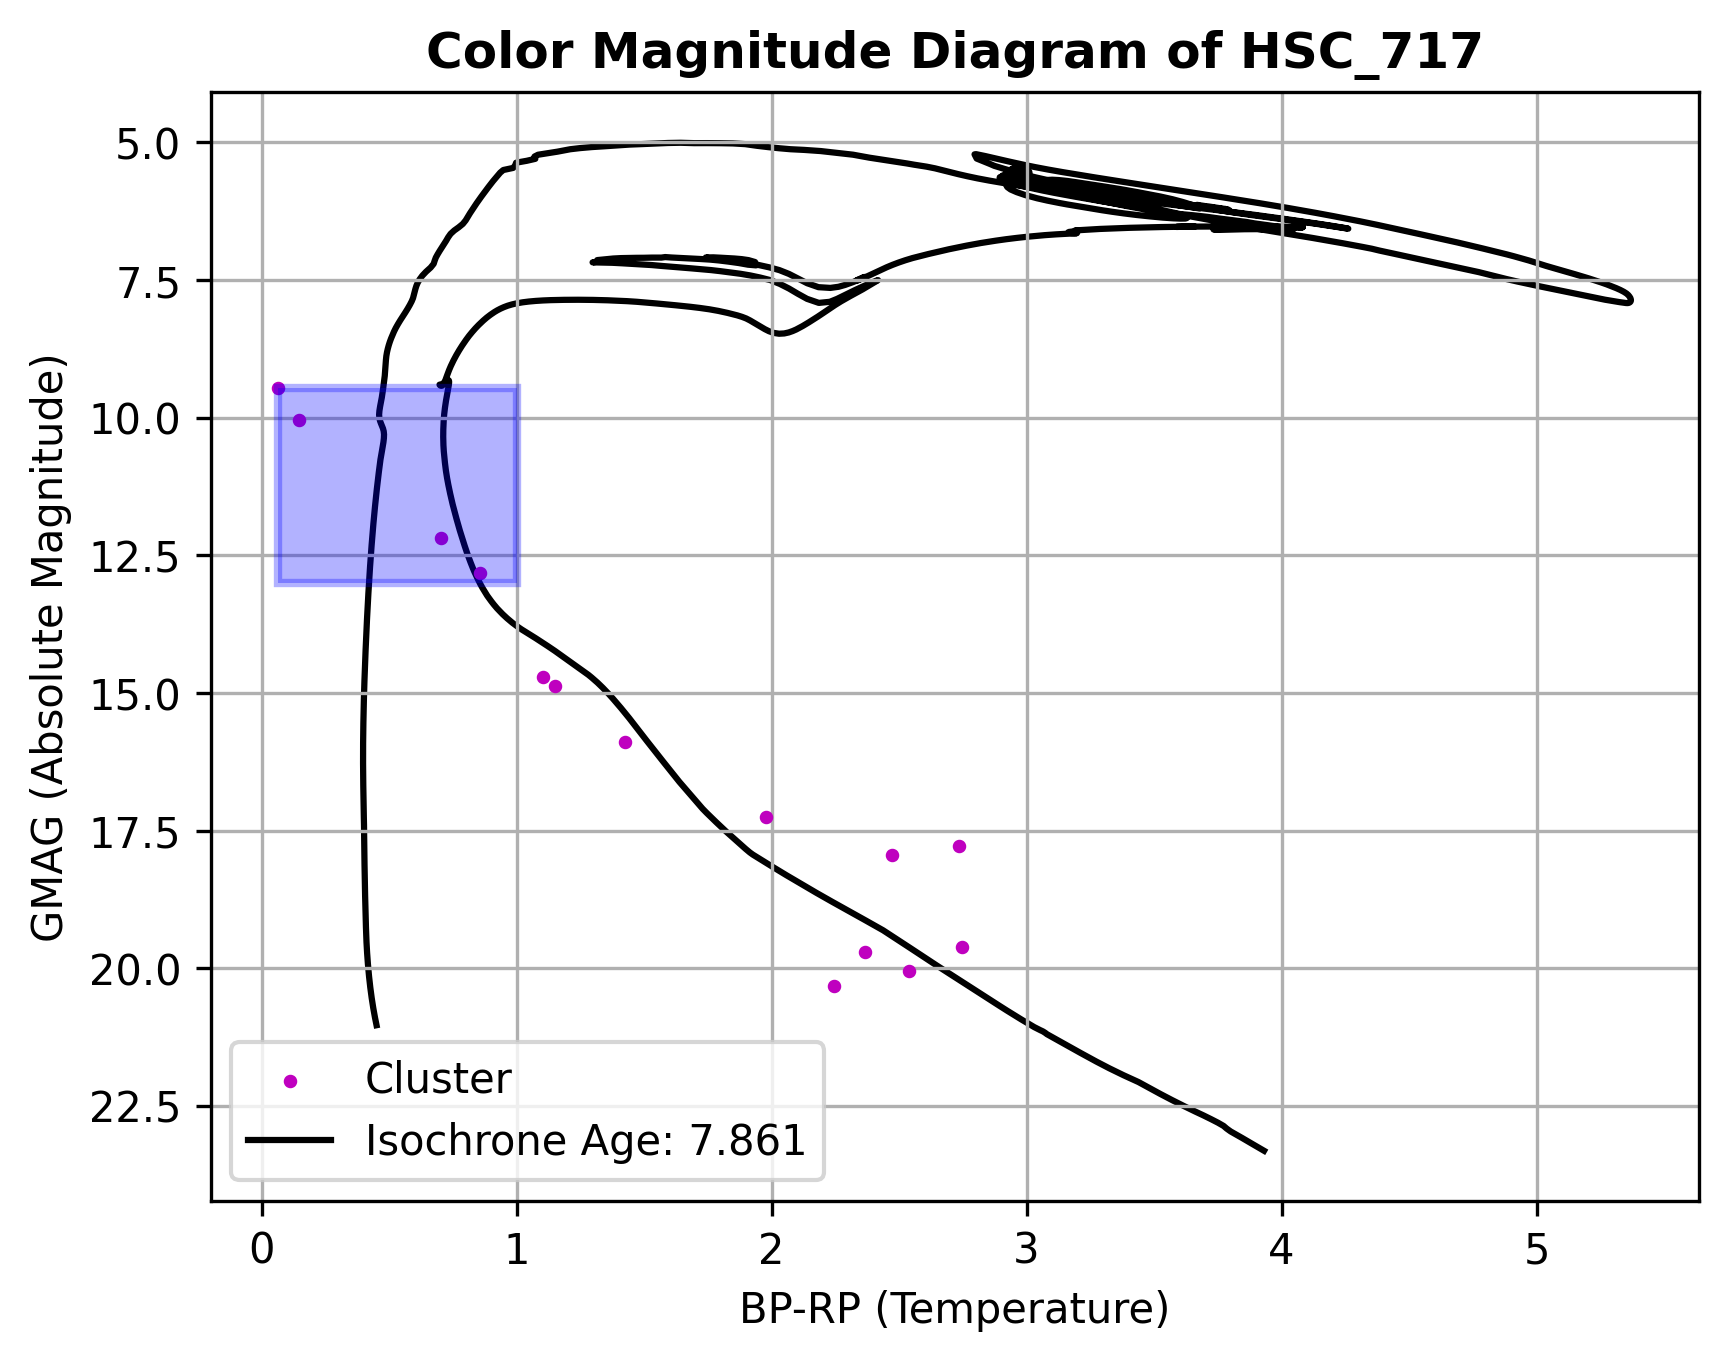 Color Magnitude Diagram of HSC_717
GMAG (Absolute Magnitude)
5.0
7.5
10.0
12.5
15.0
17.5
20.0
22.5
Cluster
Isochrone Age: 7.861
0 1 2 3 4 5
BP-RP (Temperature)